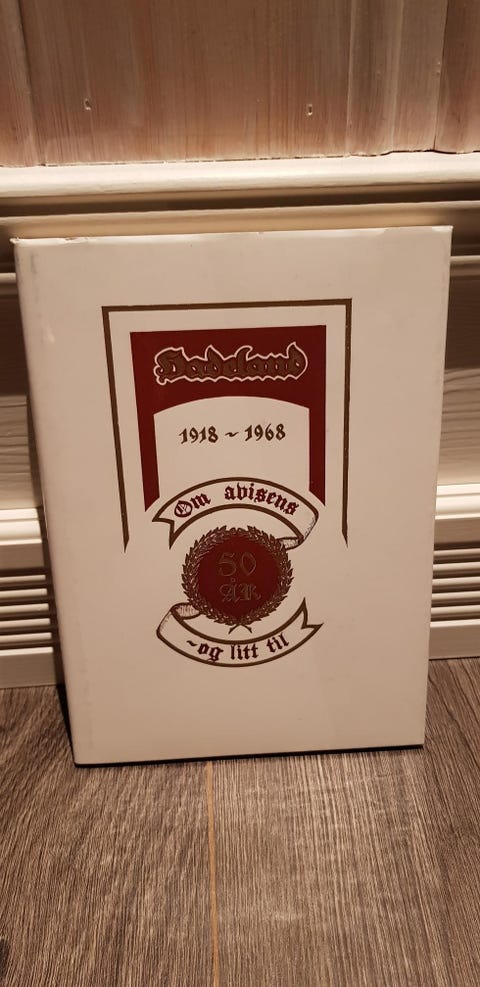 Hadeland
1918 ~ 1968
Om avisens
50
ÅR
~og litt til